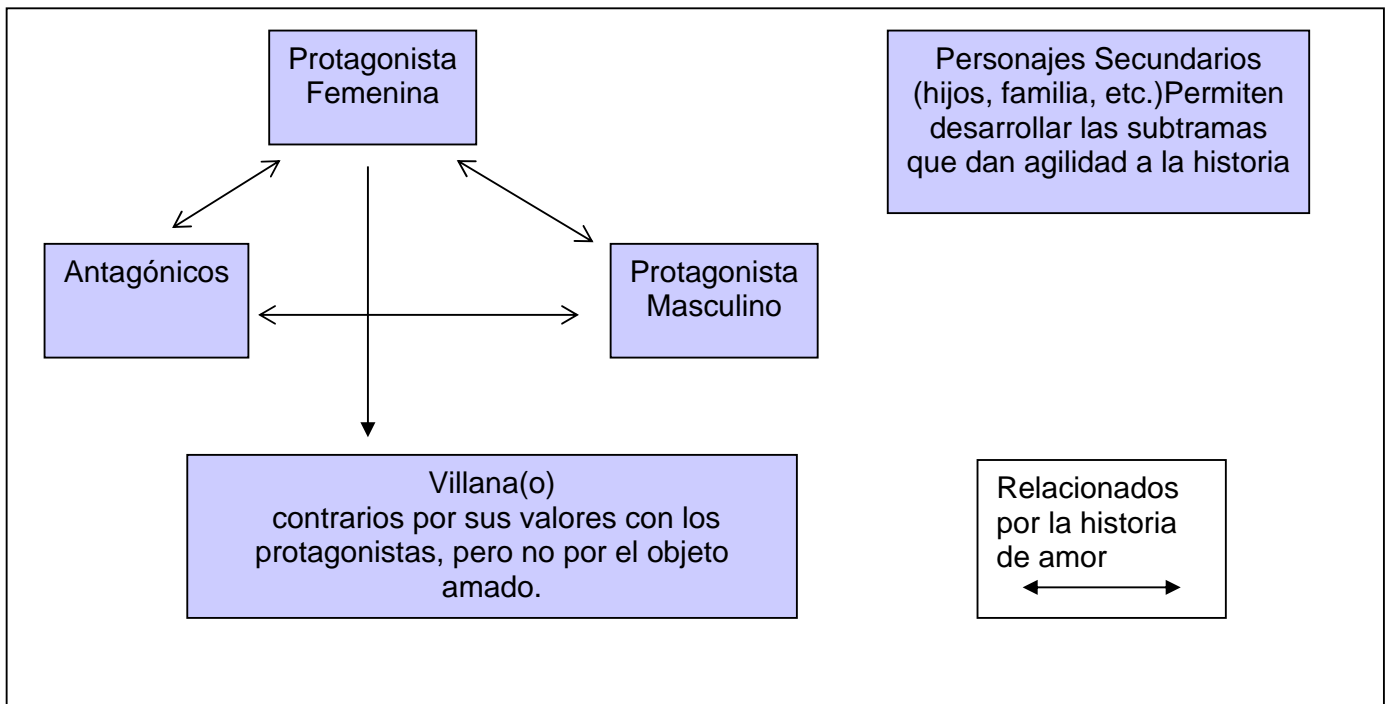 Protagonista
Femenina
Personajes Secundarios
(hijos, familia, etc.)Permiten
desarrollar las subtramas
que dan agilidad a la historia
Antagónicos
Protagonista
Masculino
Villana(o)
contrarios por sus valores con los
protagonistas, pero no por el objeto
amado.
Relacionados
por la historia
de amor